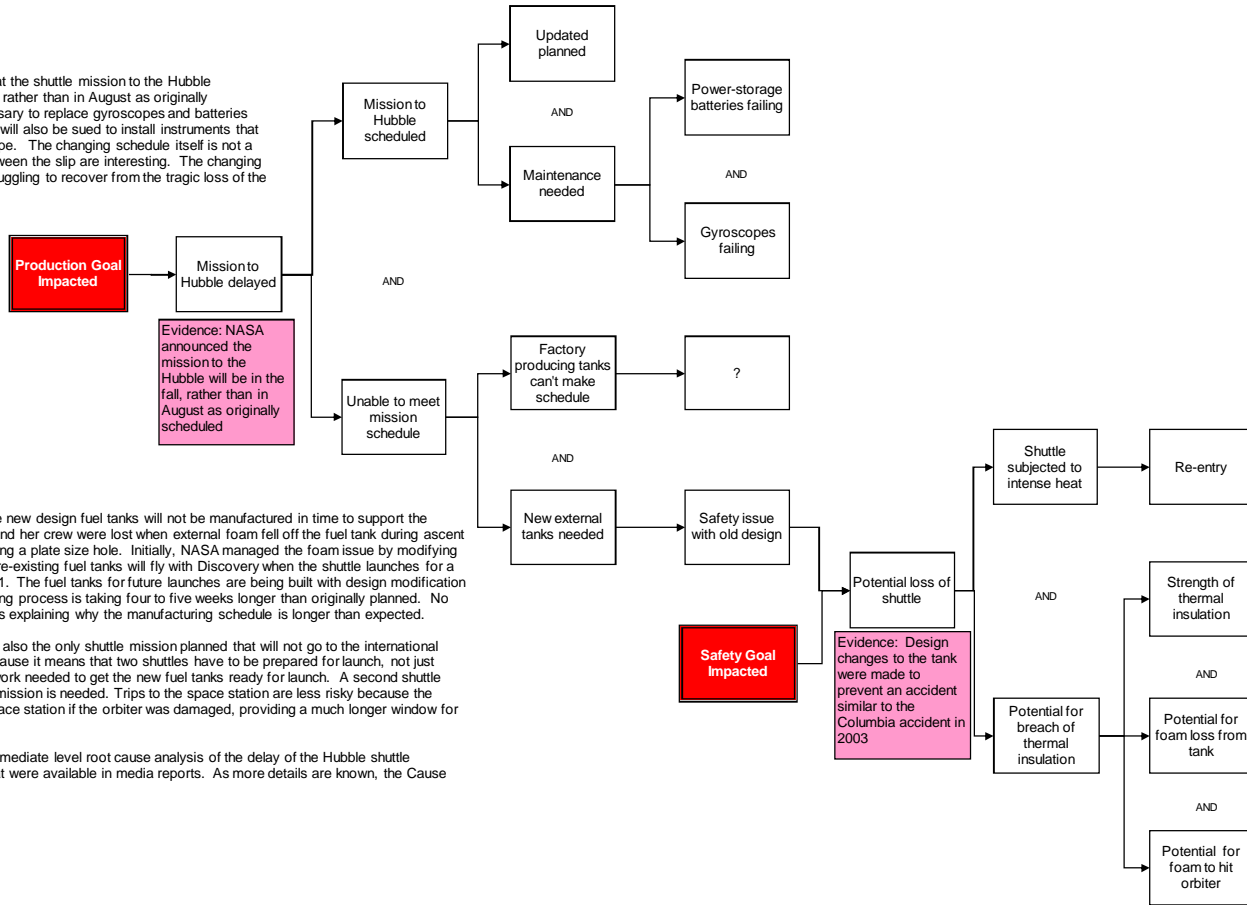 Updated
planned
at the shuttle mission to the Hubble
rather than in August as originally
sary to replace gyroscopes and batteries
will also be sued to install instruments that
pe. The changing schedule itself is not a
ween the slip are interesting. The changing
uggling to recover from the tragic loss of the
Mission to
Hubble
scheduled
AND
Power-storage
batteries failing
Maintenance
needed
AND
Gyroscopes
failing
Production Goal
Impacted
Mission to
Hubble delayed
AND
Evidence: NASA
announced the
mission to the
Hubble will be in the
fall, rather than in
August as originally
scheduled
Unable to meet
mission
schedule
Factory
producing tanks
can't make
schedule
?
AND
New external
tanks needed
Safety issue
with old design
Shuttle
subjected to
intense heat
Re-entry
e new design fuel tanks will not be manufactured in time to support the
nd her crew were lost when external foam fell off the fuel tank during ascent
ng a plate size hole. Initially, NASA managed the foam issue by modifying
re-existing fuel tanks will fly with Discovery when the shuttle launches for a
1. The fuel tanks for future launches are being built with design modification
ng process is taking four to five weeks longer than originally planned. No
s explaining why the manufacturing schedule is longer than expected.
also the only shuttle mission planned that will not go to the international
ause it means that two shuttles have to be prepared for launch, not just
ork needed to get the new fuel tanks ready for launch. A second shuttle
mission is needed. Trips to the space station are less risky because the
ace station if the orbiter was damaged, providing a much longer window for
mediate level root cause analysis of the delay of the Hubble shuttle
at were available in media reports. As more details are known, the Cause
Potential loss of
shuttle
AND
Safety Goal
Impacted
Evidence: Design
changes to the tank
were made to
prevent an accident
similar to the
Columbia accident in
2003
Potential for
breach of
thermal
insulation
Strength of
thermal
insulation
AND
Potential for
foam loss from
tank
AND
Potential for
foam to hit
orbiter